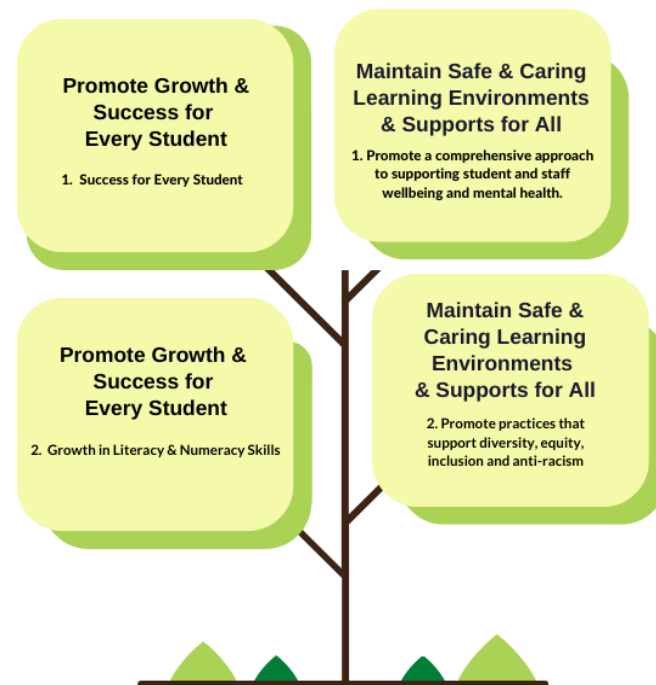 Promote Growth &
Success for
Every Student
1. Success for Every Student
Maintain Safe & Caring
Learning Environments
& Supports for All
1. Promote a comprehensive approach
to supporting student and staff
wellbeing and mental health.
Promote Growth &
Success for
Every Student
2. Growth in Literacy & Numeracy Skills
Maintain Safe &
Caring Learning
Environments
& Supports for All
2. Promote practices that
support diversity, equity,
inclusion and anti-racism